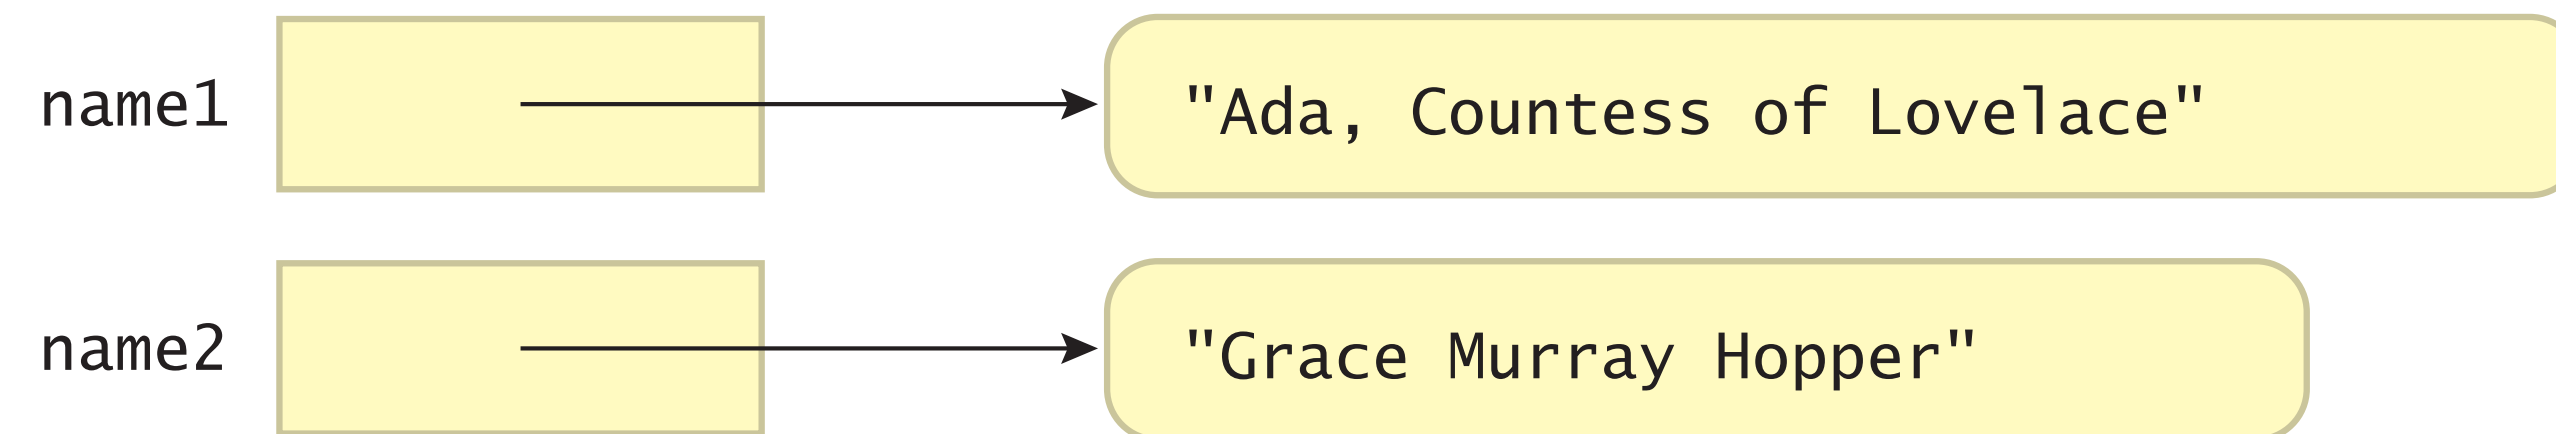 name1 "Ada, Countess of Lovelace"
name2 "Grace Murray Hopper"